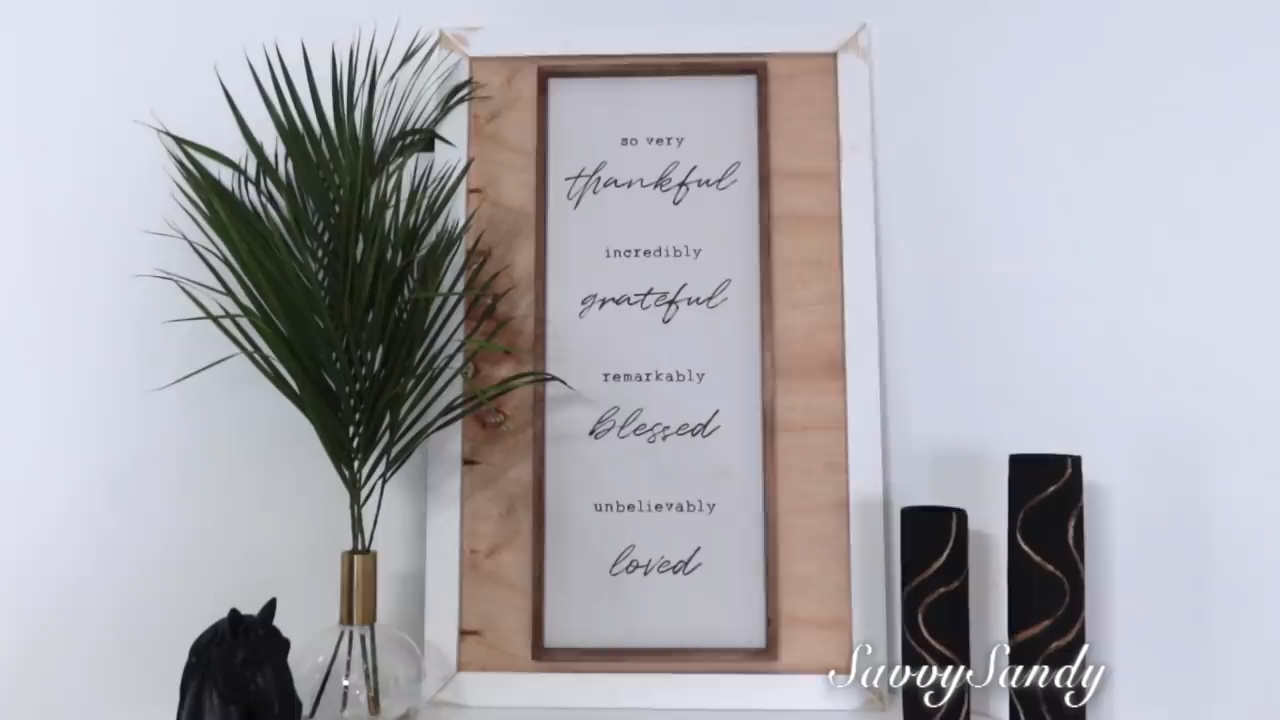 so very
thankful
incredibly
grateful
remarkably
blessed
unbelievably
loved
SavvySandy